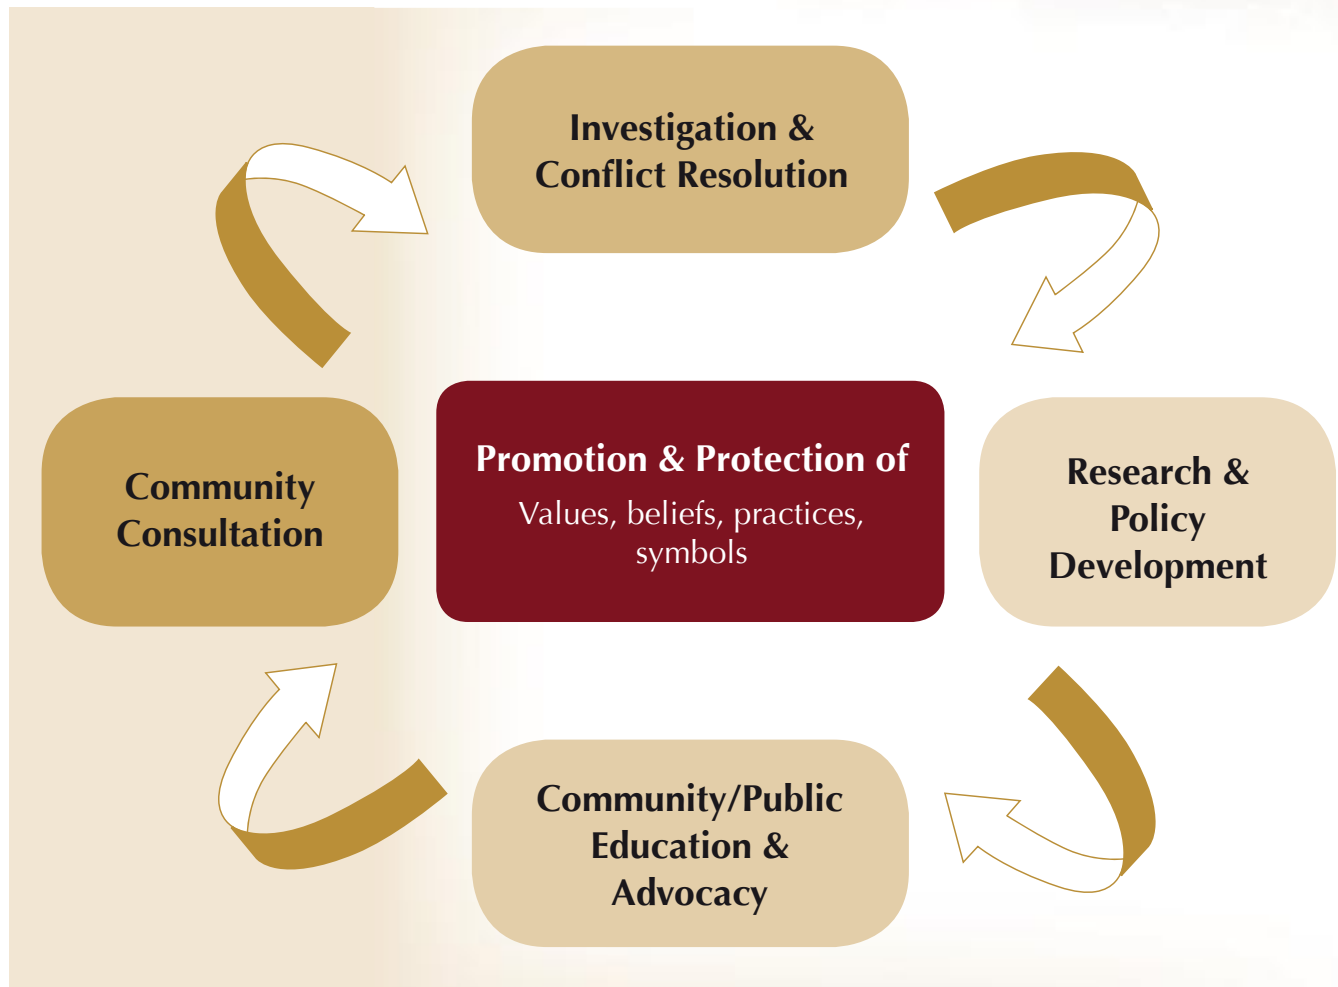 Investigation &
Conflict Resolution
Community
Consultation
Promotion & Protection of
Values, beliefs, practices,
symbols
Research &
Policy
Development
Community/Public
Education &
Advocacy